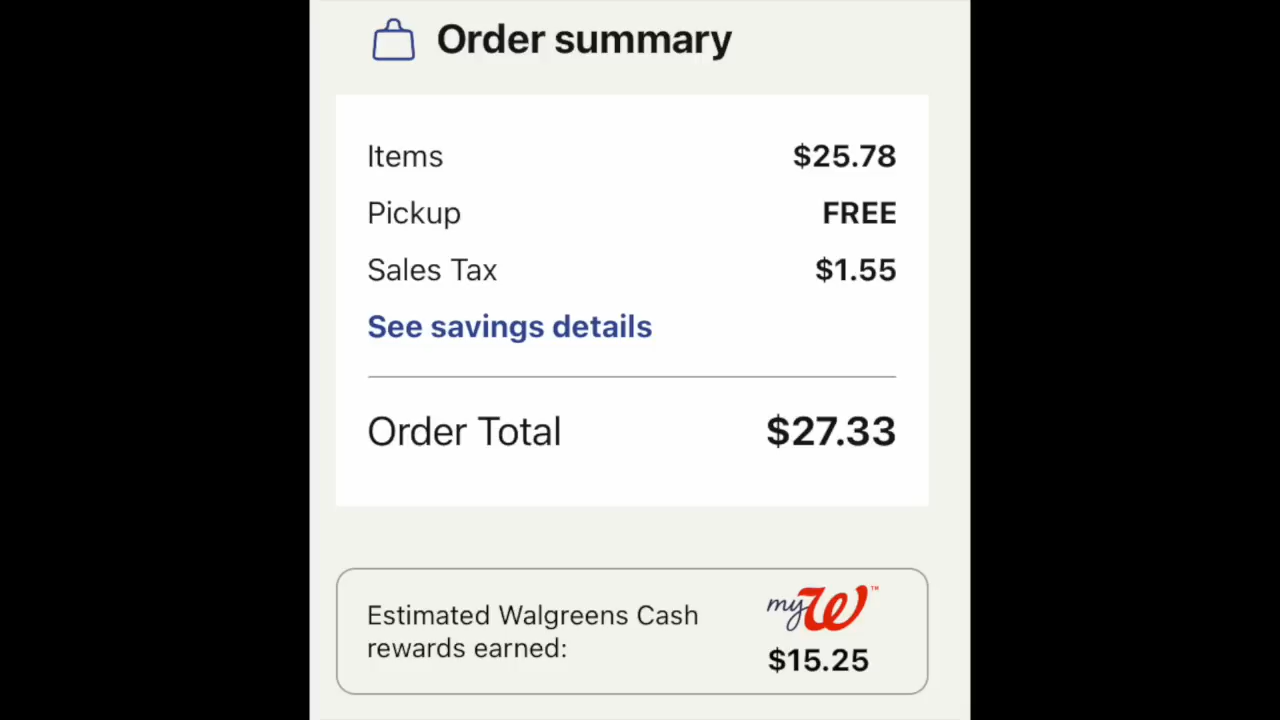 Order summary
Items $25.78
Pickup FREE
Sales Tax $1.55
See savings details
Order Total $27.33
Estimated Walgreens Cash
rewards earned:
myW™
$15.25